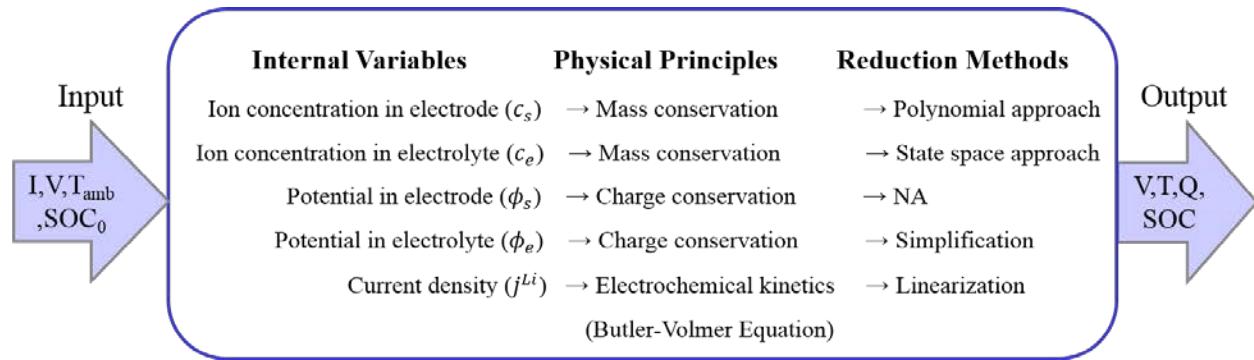 Internal Variables Physical Principles Reduction Methods
Input
Ion concentration in electrode (c_s) → Mass conservation → Polynomial approach
Output
Ion concentration in electrolyte (c_e) → Mass conservation → State space approach
I,V,T_amb
,SOC_0
Potential in electrode (ϕ_s) → Charge conservation → NA
V,T,Q,
SOC
Potential in electrolyte (ϕ_e) → Charge conservation → Simplification
Current density (j^Li) → Electrochemical kinetics → Linearization
(Butler-Volmer Equation)